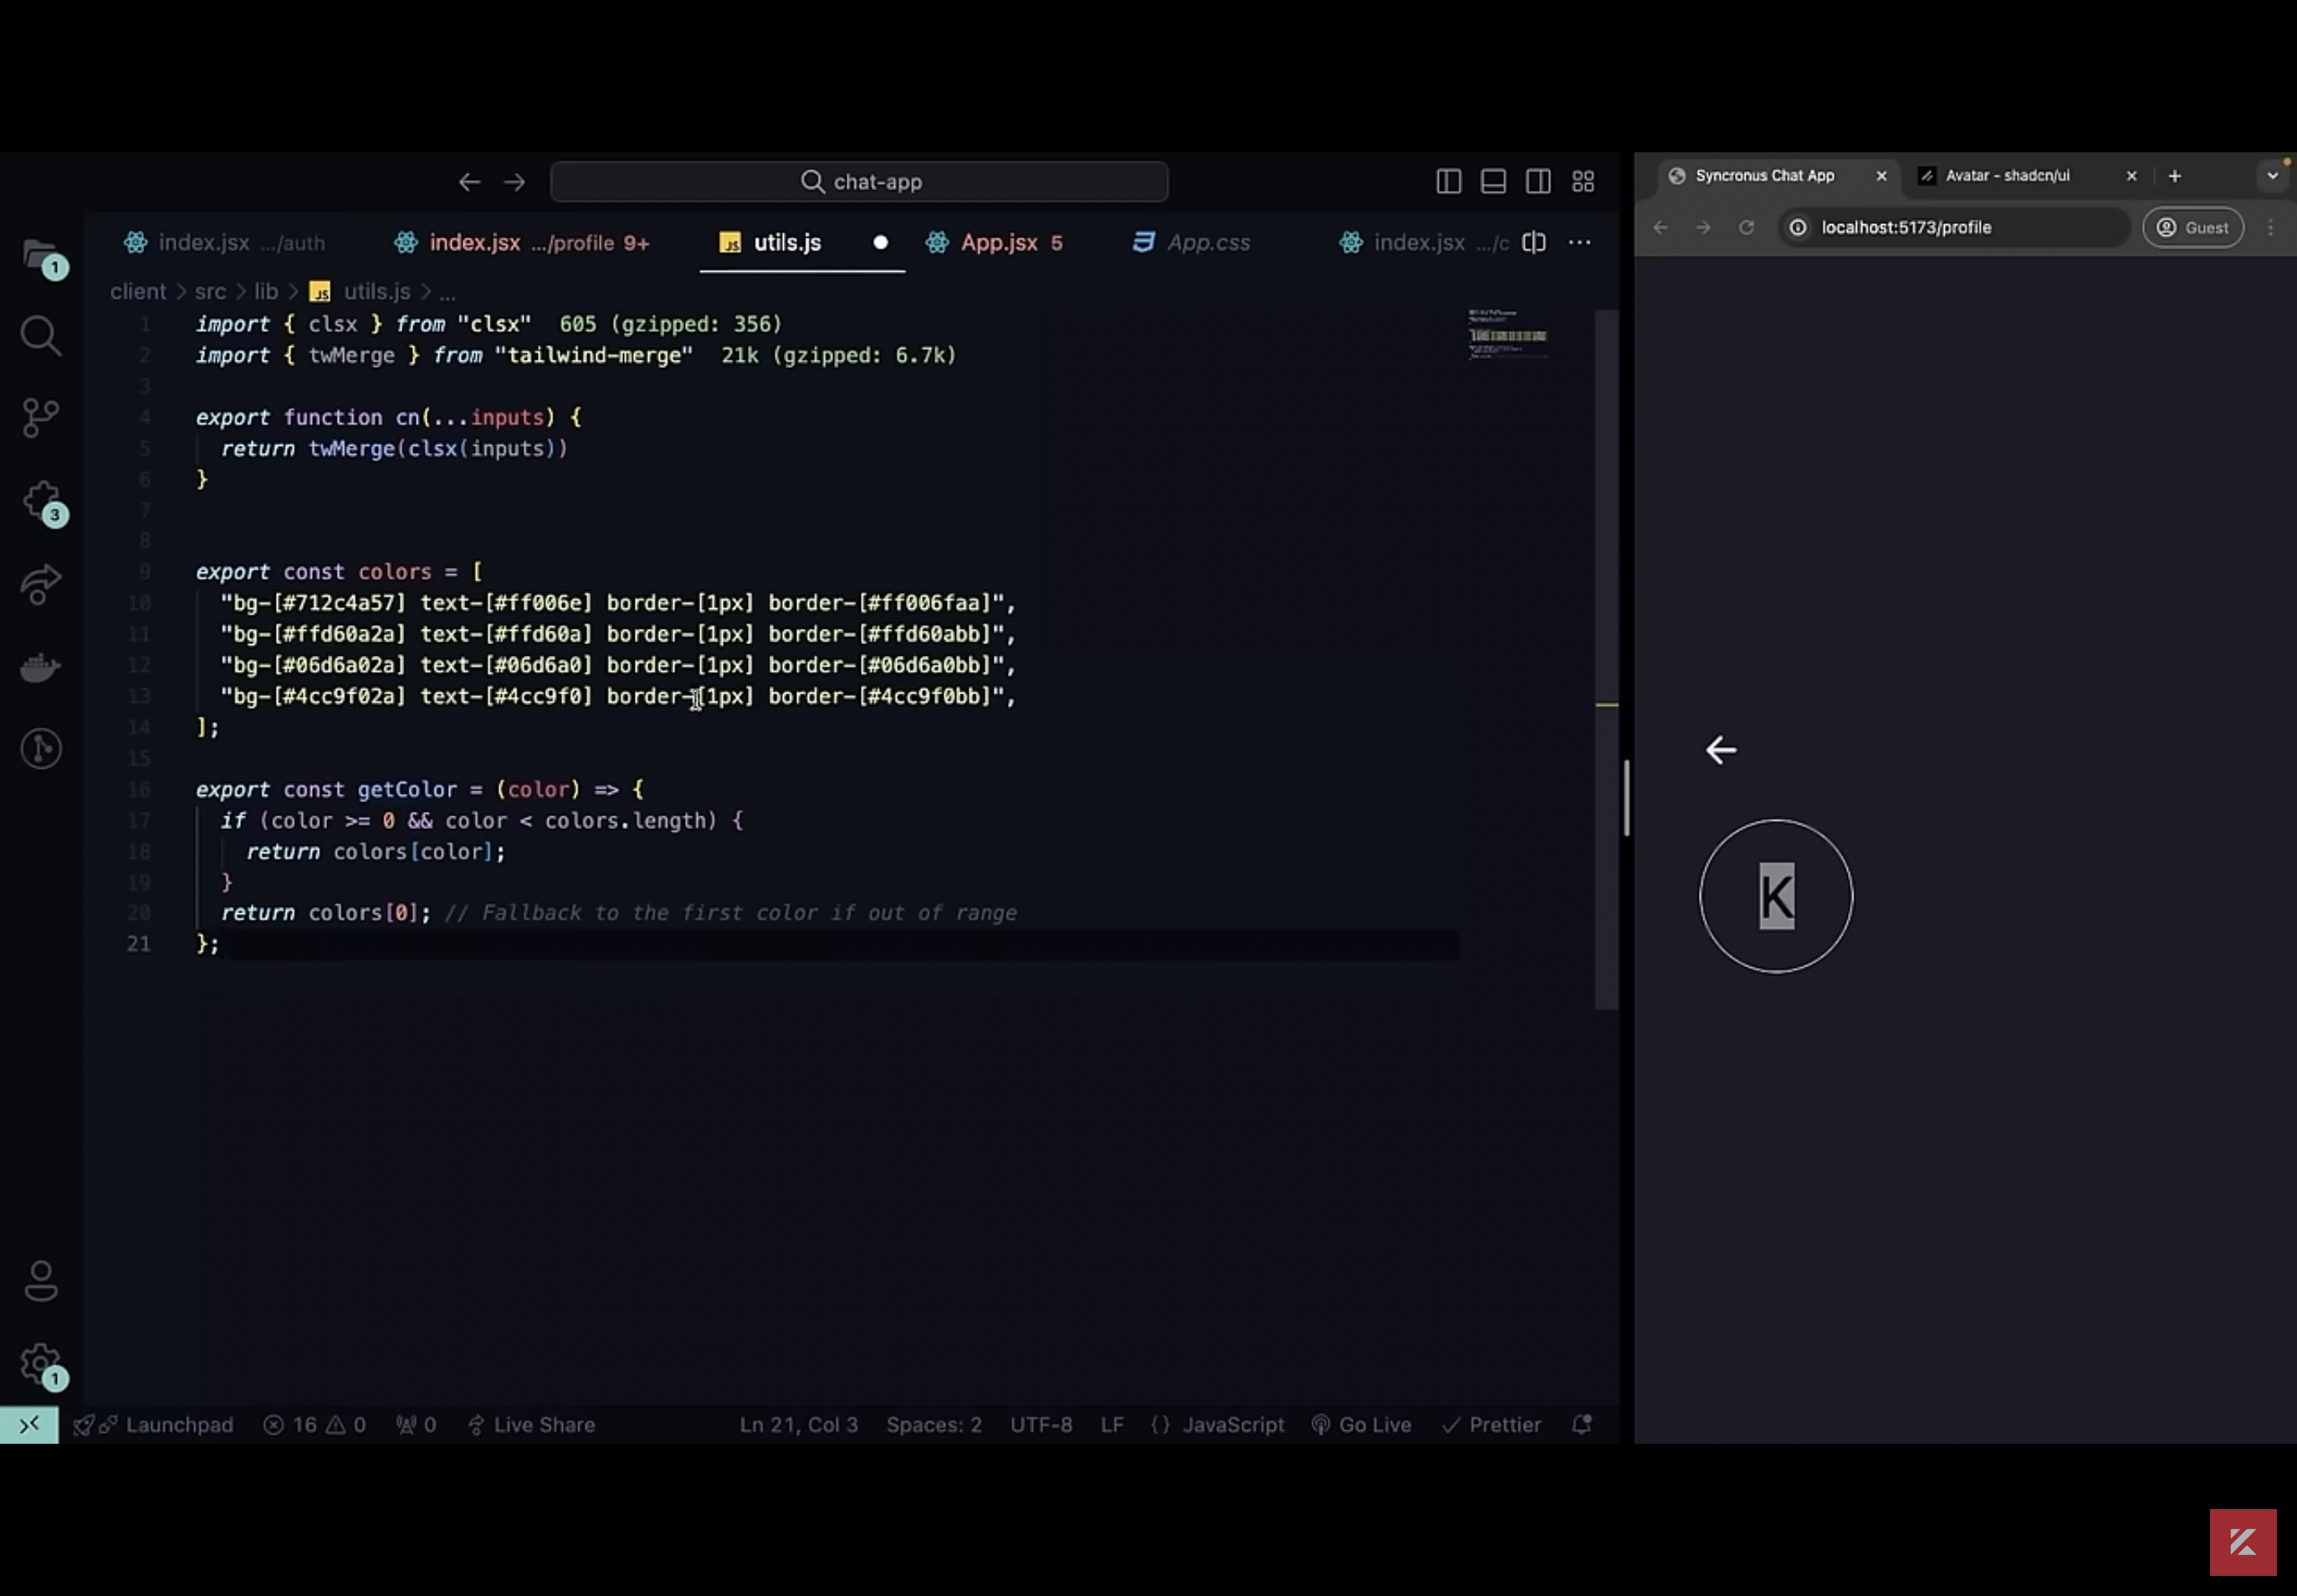 chat-app
index.jsx .../auth
index.jsx .../profile 9+
JS utils.js
App.jsx 5
App.css
index.jsx .../c
client > src > lib > JS utils.js > ...
1 import { clsx } from "clsx" 605 (gzipped: 356)
2 import { twMerge } from "tailwind-merge" 21k (gzipped: 6.7k)
3
4 export function cn(...inputs) {
5 return twMerge(clsx(inputs))
6 }
7
8
9 export const colors = [
10 "bg-[#712c4a57] text-[#ff006e] border-[1px] border-[#ff006faa]",
11 "bg-[#ffd60a2a] text-[#ffd60a] border-[1px] border-[#ffd60abb]",
12 "bg-[#06d6a02a] text-[#06d6a0] border-[1px] border-[#06d6a0bb]",
13 "bg-[#4cc9f02a] text-[#4cc9f0] border-[1px] border-[#4cc9f0bb]",
14 ];
15
16 export const getColor = (color) => {
17 if (color >= 0 && color < colors.length) {
18 return colors[color];
19 }
20 return colors[0]; // Fallback to the first color if out of range
21 };
1
3
1
Launchpad 16 0 0 Live Share Ln 21, Col 3 Spaces: 2 UTF-8 LF {} JavaScript Go Live Prettier
Syncronus Chat App
Avatar - shadcn/ui
localhost:5173/profile
Guest
K